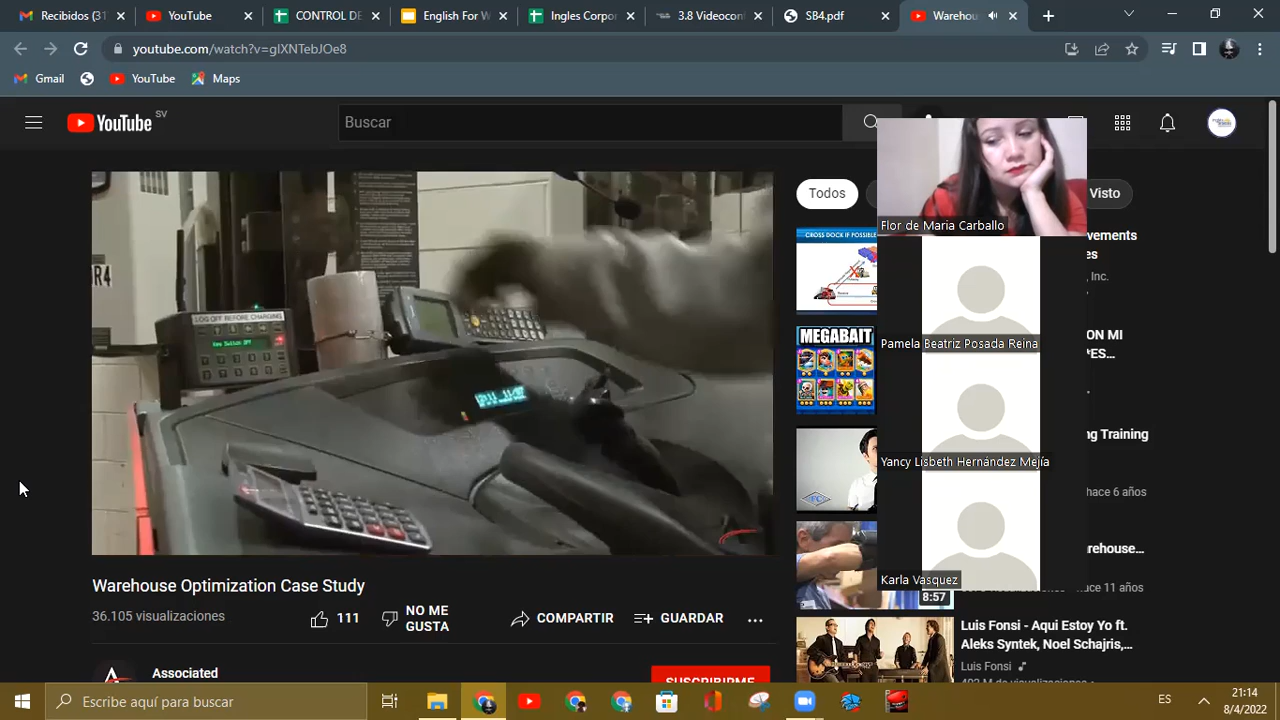 Recibidos (31
YouTube
CONTROL DE
English For W
Ingles Corpo
3.8 Videoconf
SB4.pdf
Warehou
youtube.com/watch?v=glXNTebJOe8
Gmail
YouTube
Maps
YouTube SV
Buscar
Todos
Visto
LOG OFF BEFORE CHARGING
R4
CROSS DOCK IF POSSIBLE
MEGABAIT
FC
Flor de Maria Carballo
Pamela Beatriz Posada Reina
Yancy Lisbeth Hernández Mejía
Karla Vasquez
vements
es
Inc.
ON MI
*ES...
ng Training
hace 6 años
rehouse...
hace 11 años
8:57
Luis Fonsi - Aqui Estoy Yo ft.
Aleks Syntek, Noel Schajris,...
Luis Fonsi
Warehouse Optimization Case Study
36.105 visualizaciones
111
NO ME GUSTA
COMPARTIR
GUARDAR
Associated
SUSCRIBIRME
Escribe aquí para buscar
ES
21:14
8/4/2022